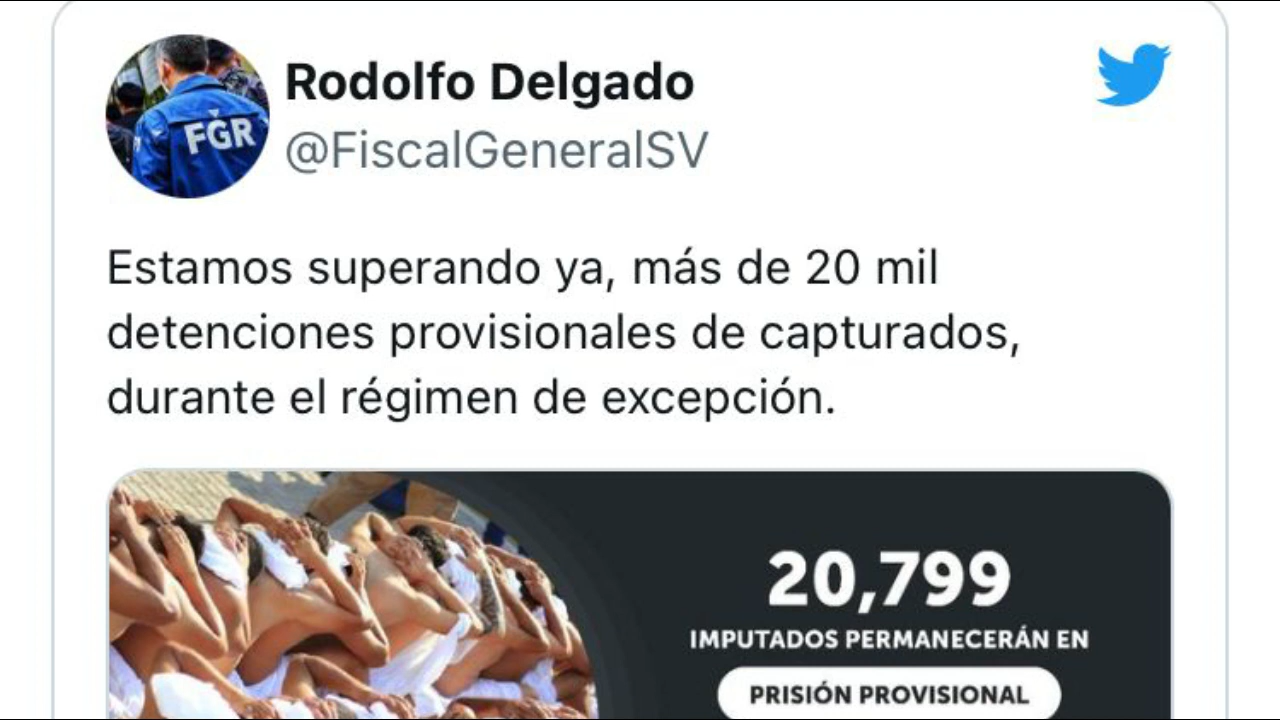 Rodolfo Delgado
@FiscalGeneralSV
FGR
Estamos superando ya, más de 20 mil
detenciones provisionales de capturados,
durante el régimen de excepción.
20,799
IMPUTADOS PERMANECERÁN EN
PRISIÓN PROVISIONAL